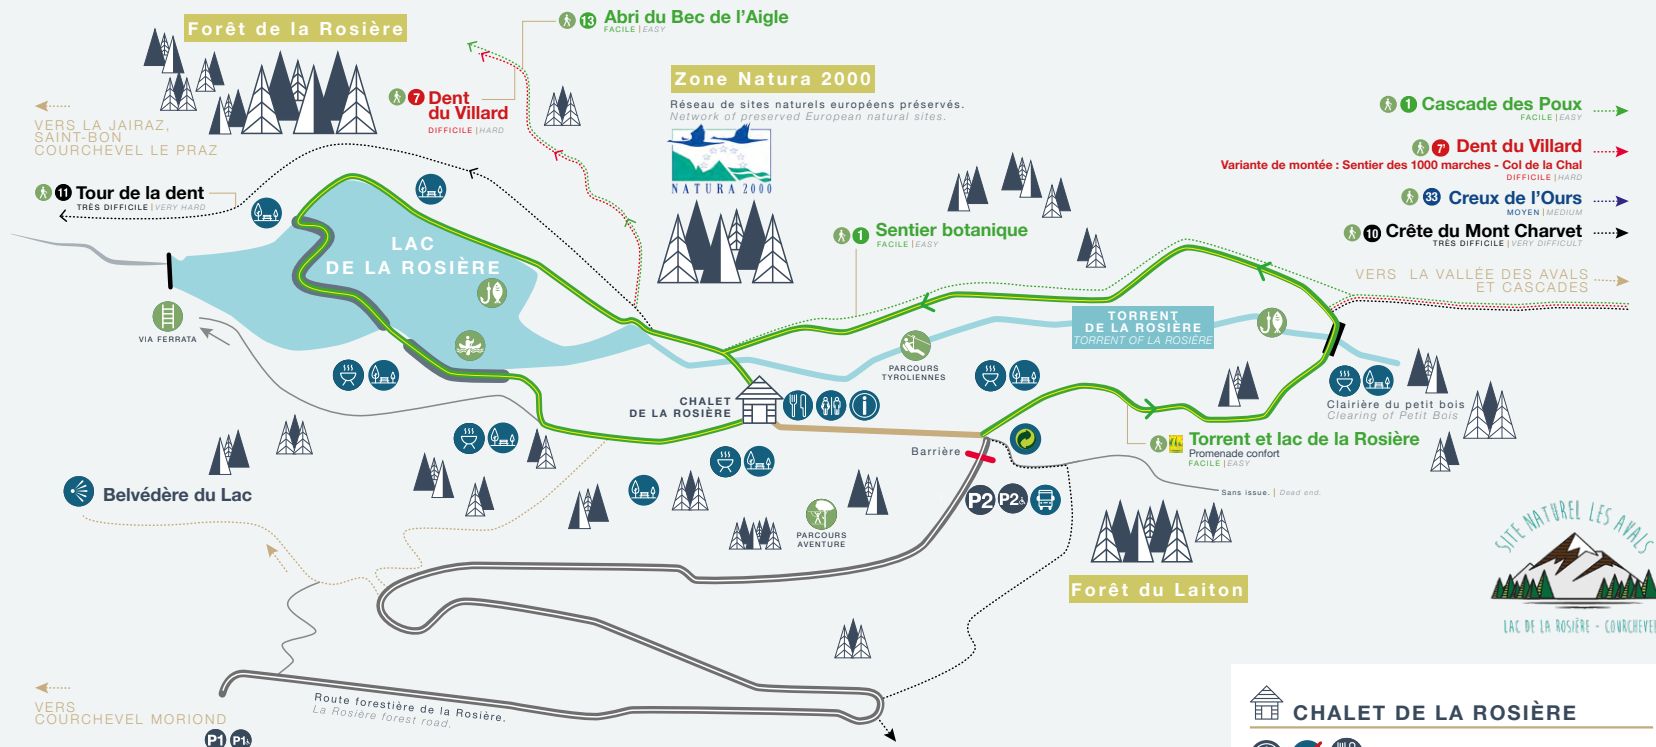 Forêt de la Rosière
13 Abri du Bec de l'Aigle
FACILE | EASY
7 Dent
du Villard
DIFFICILE | HARD
Zone Natura 2000
Réseau de sites naturels européens préservés.
Network of preserved European natural sites.
NATURA 2000
VERS LA JAIRAZ,
SAINT-BON
COURCHEVEL LE PRAZ
11 Tour de la dent
TRÈS DIFFICILE | VERY HARD
1 Cascade des Poux
FACILE | EASY
7' Dent du Villard
Variante de montée : Sentier des 1000 marches - Col de la Chal
DIFFICILE | HARD
33 Creux de l'Ours
MOYEN | MEDIUM
10 Crête du Mont Charvet
TRÈS DIFFICILE | VERY DIFFICULT
VERS LA VALLÉE DES AVALS
ET CASCADES
LAC
DE LA ROSIÈRE
1 Sentier botanique
FACILE | EASY
TORRENT
DE LA ROSIÈRE
TORRENT OF LA ROSIÈRE
VIA FERRATA
PARCOURS
TYROLIENNES
CHALET
DE LA ROSIÈRE
i
Clairière du petit bois
Clearing of Petit Bois
Torrent et lac de la Rosière
Promenade confort
FACILE | EASY
Barrière
Sans issue. | Dead end.
P2 P2
Belvédère du Lac
PARCOURS
AVENTURE
Forêt du Laiton
SITE NATUREL LES AVALS
LAC DE LA ROSIÈRE - COURCHEVEL
Route forestière de la Rosière.
La Rosière forest road.
VERS
COURCHEVEL MORIOND
P1 P1
CHALET DE LA ROSIÈRE